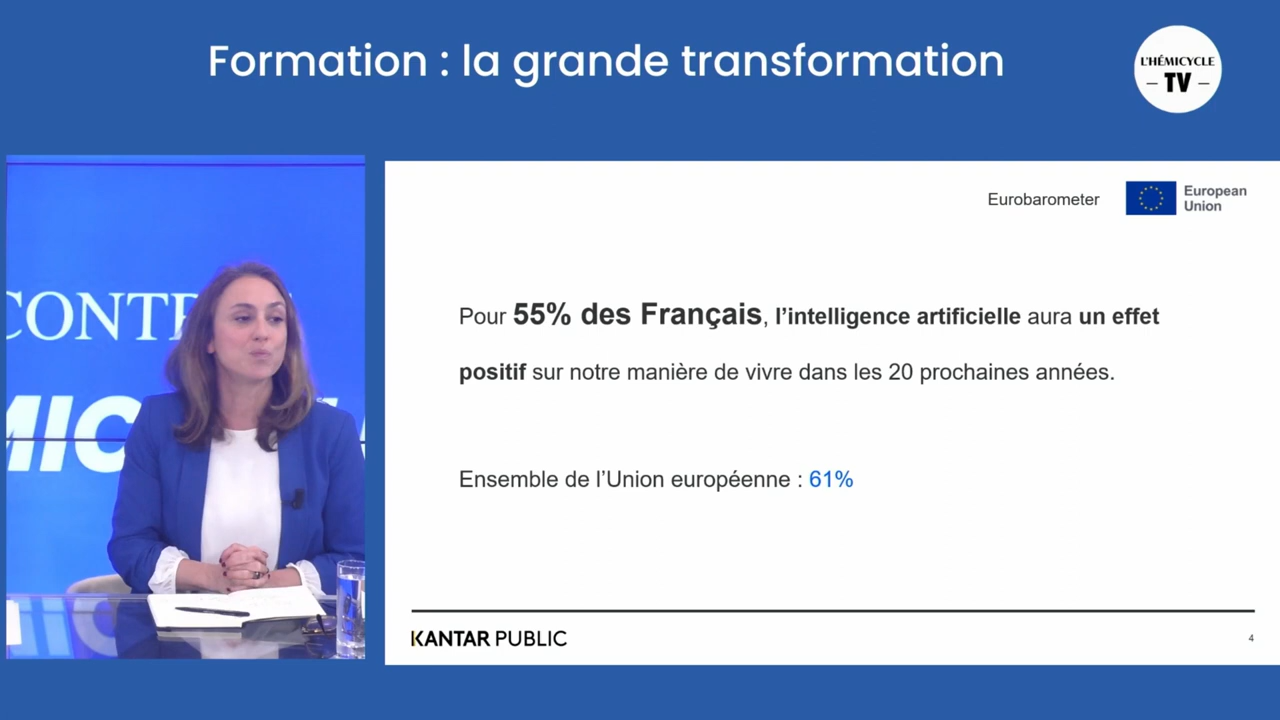 Formation : la grande transformation
L'HÉMICYCLE
TV
Eurobarometer
European
Union
Pour 55% des Français, l'intelligence artificielle aura un effet
positif sur notre manière de vivre dans les 20 prochaines années.
Ensemble de l'Union européenne : 61%
KANTAR PUBLIC
4
CONTR
MIC